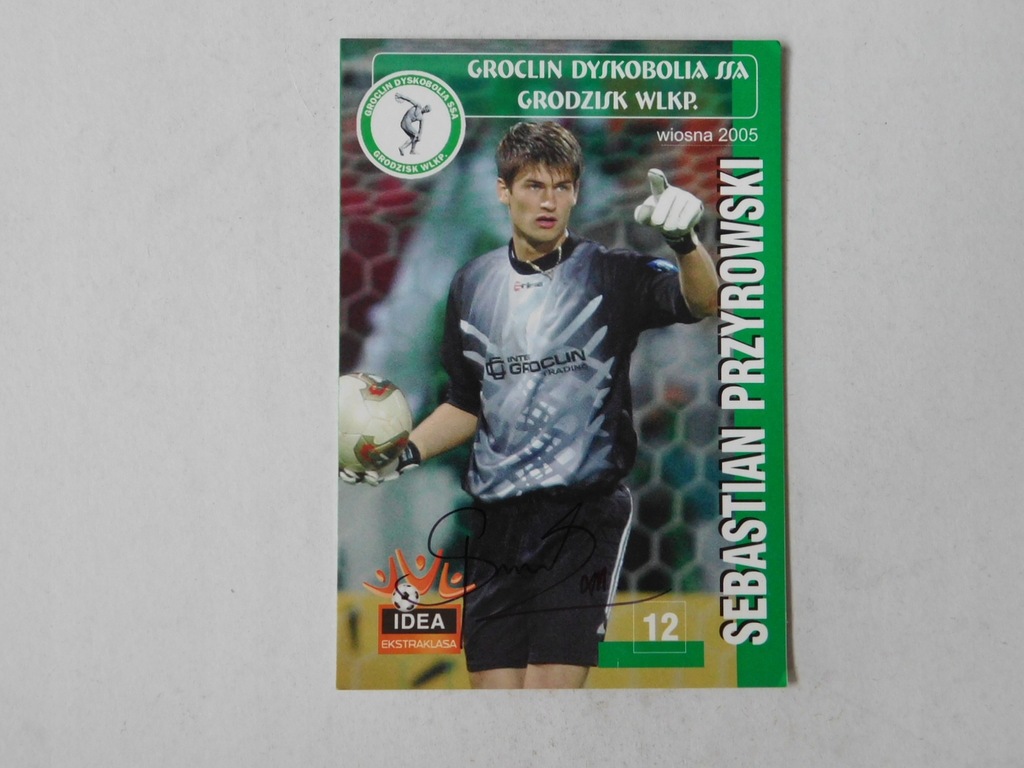 GROCLIN DYSKOBOLIA SSA
GRODZISK WLKP.
GROCLIN DYSKOBOLIA SSA
GRODZISK WLKP.
wiosna 2005
SEBASTIAN PRZYROWSKI
INTER
GROCLIN
TRADING
IDEA
EKSTRAKLASA
12